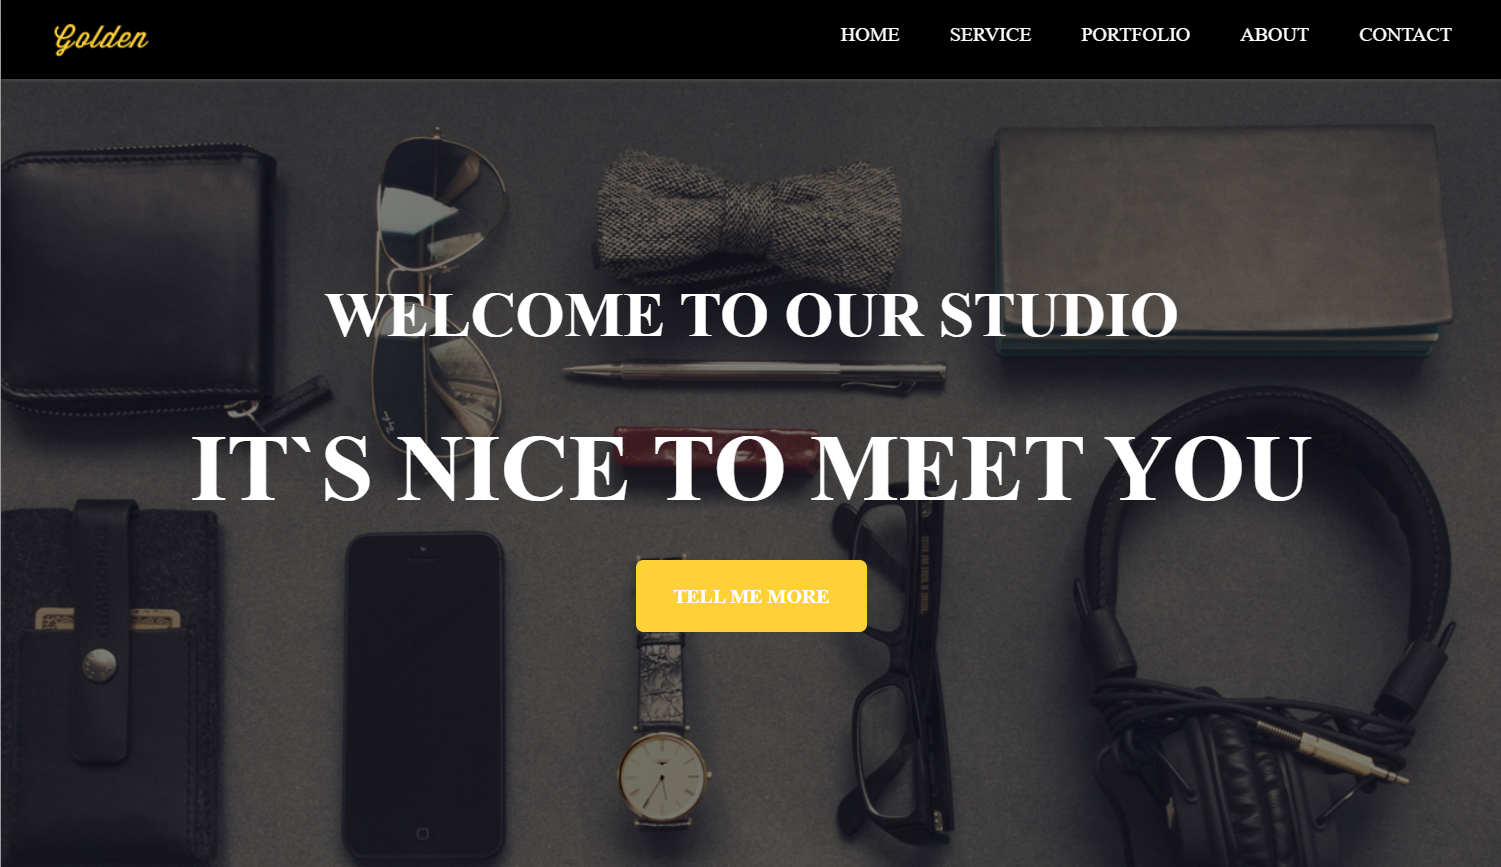 Golden
HOME SERVICE PORTFOLIO ABOUT CONTACT
WELCOME TO OUR STUDIO
IT`S NICE TO MEET YOU
TELL ME MORE